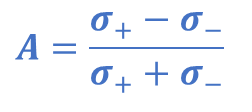 A = (σ₊ − σ₋) / (σ₊ + σ₋)